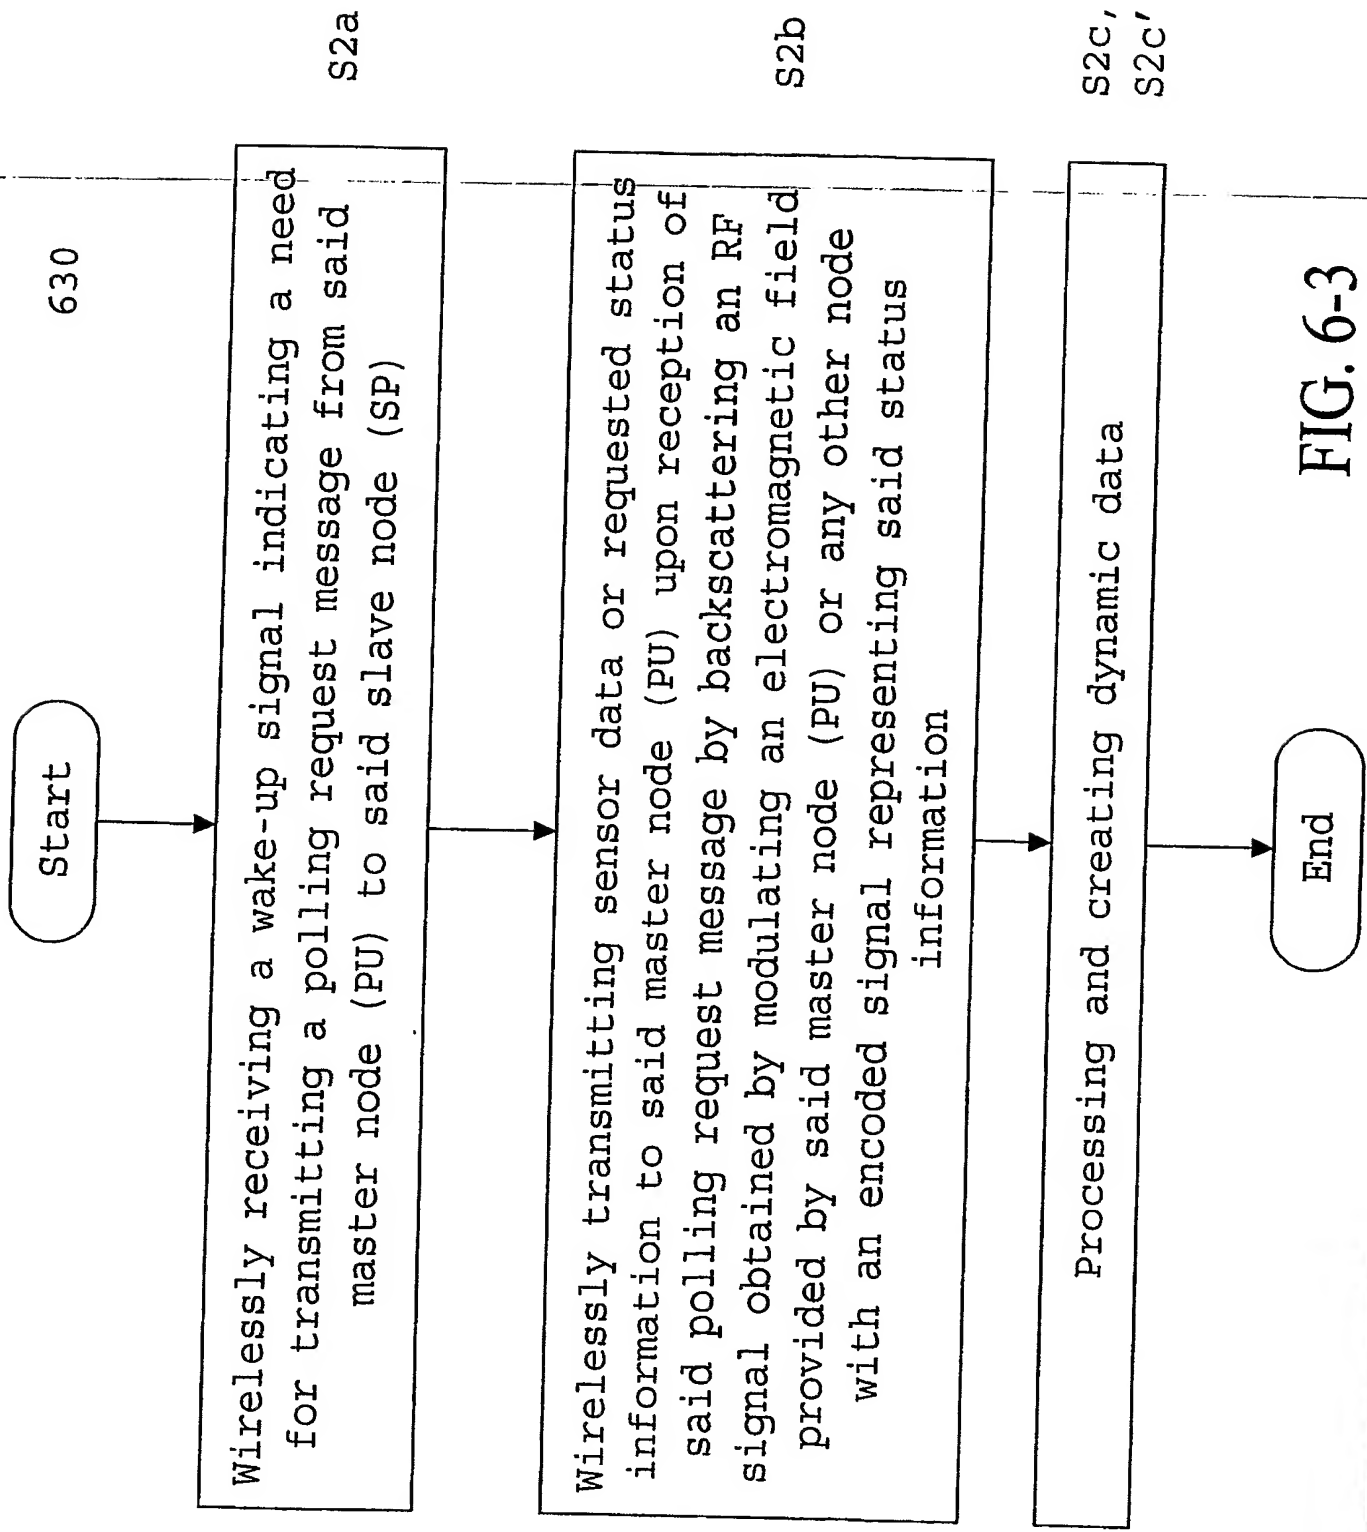 630
Start
Wirelessly receiving a wake-up signal indicating a need
for transmitting a polling request message from said
master node (PU) to said slave node (SP)
S2a
Wirelessly transmitting sensor data or requested status
information to said master node (PU) upon reception of
said polling request message by backscattering an RF
signal obtained by modulating an electromagnetic field
provided by said master node (PU) or any other node
with an encoded signal representing said status
information
S2b
Processing and creating dynamic data
S2c,
S2c'
End
FIG. 6-3